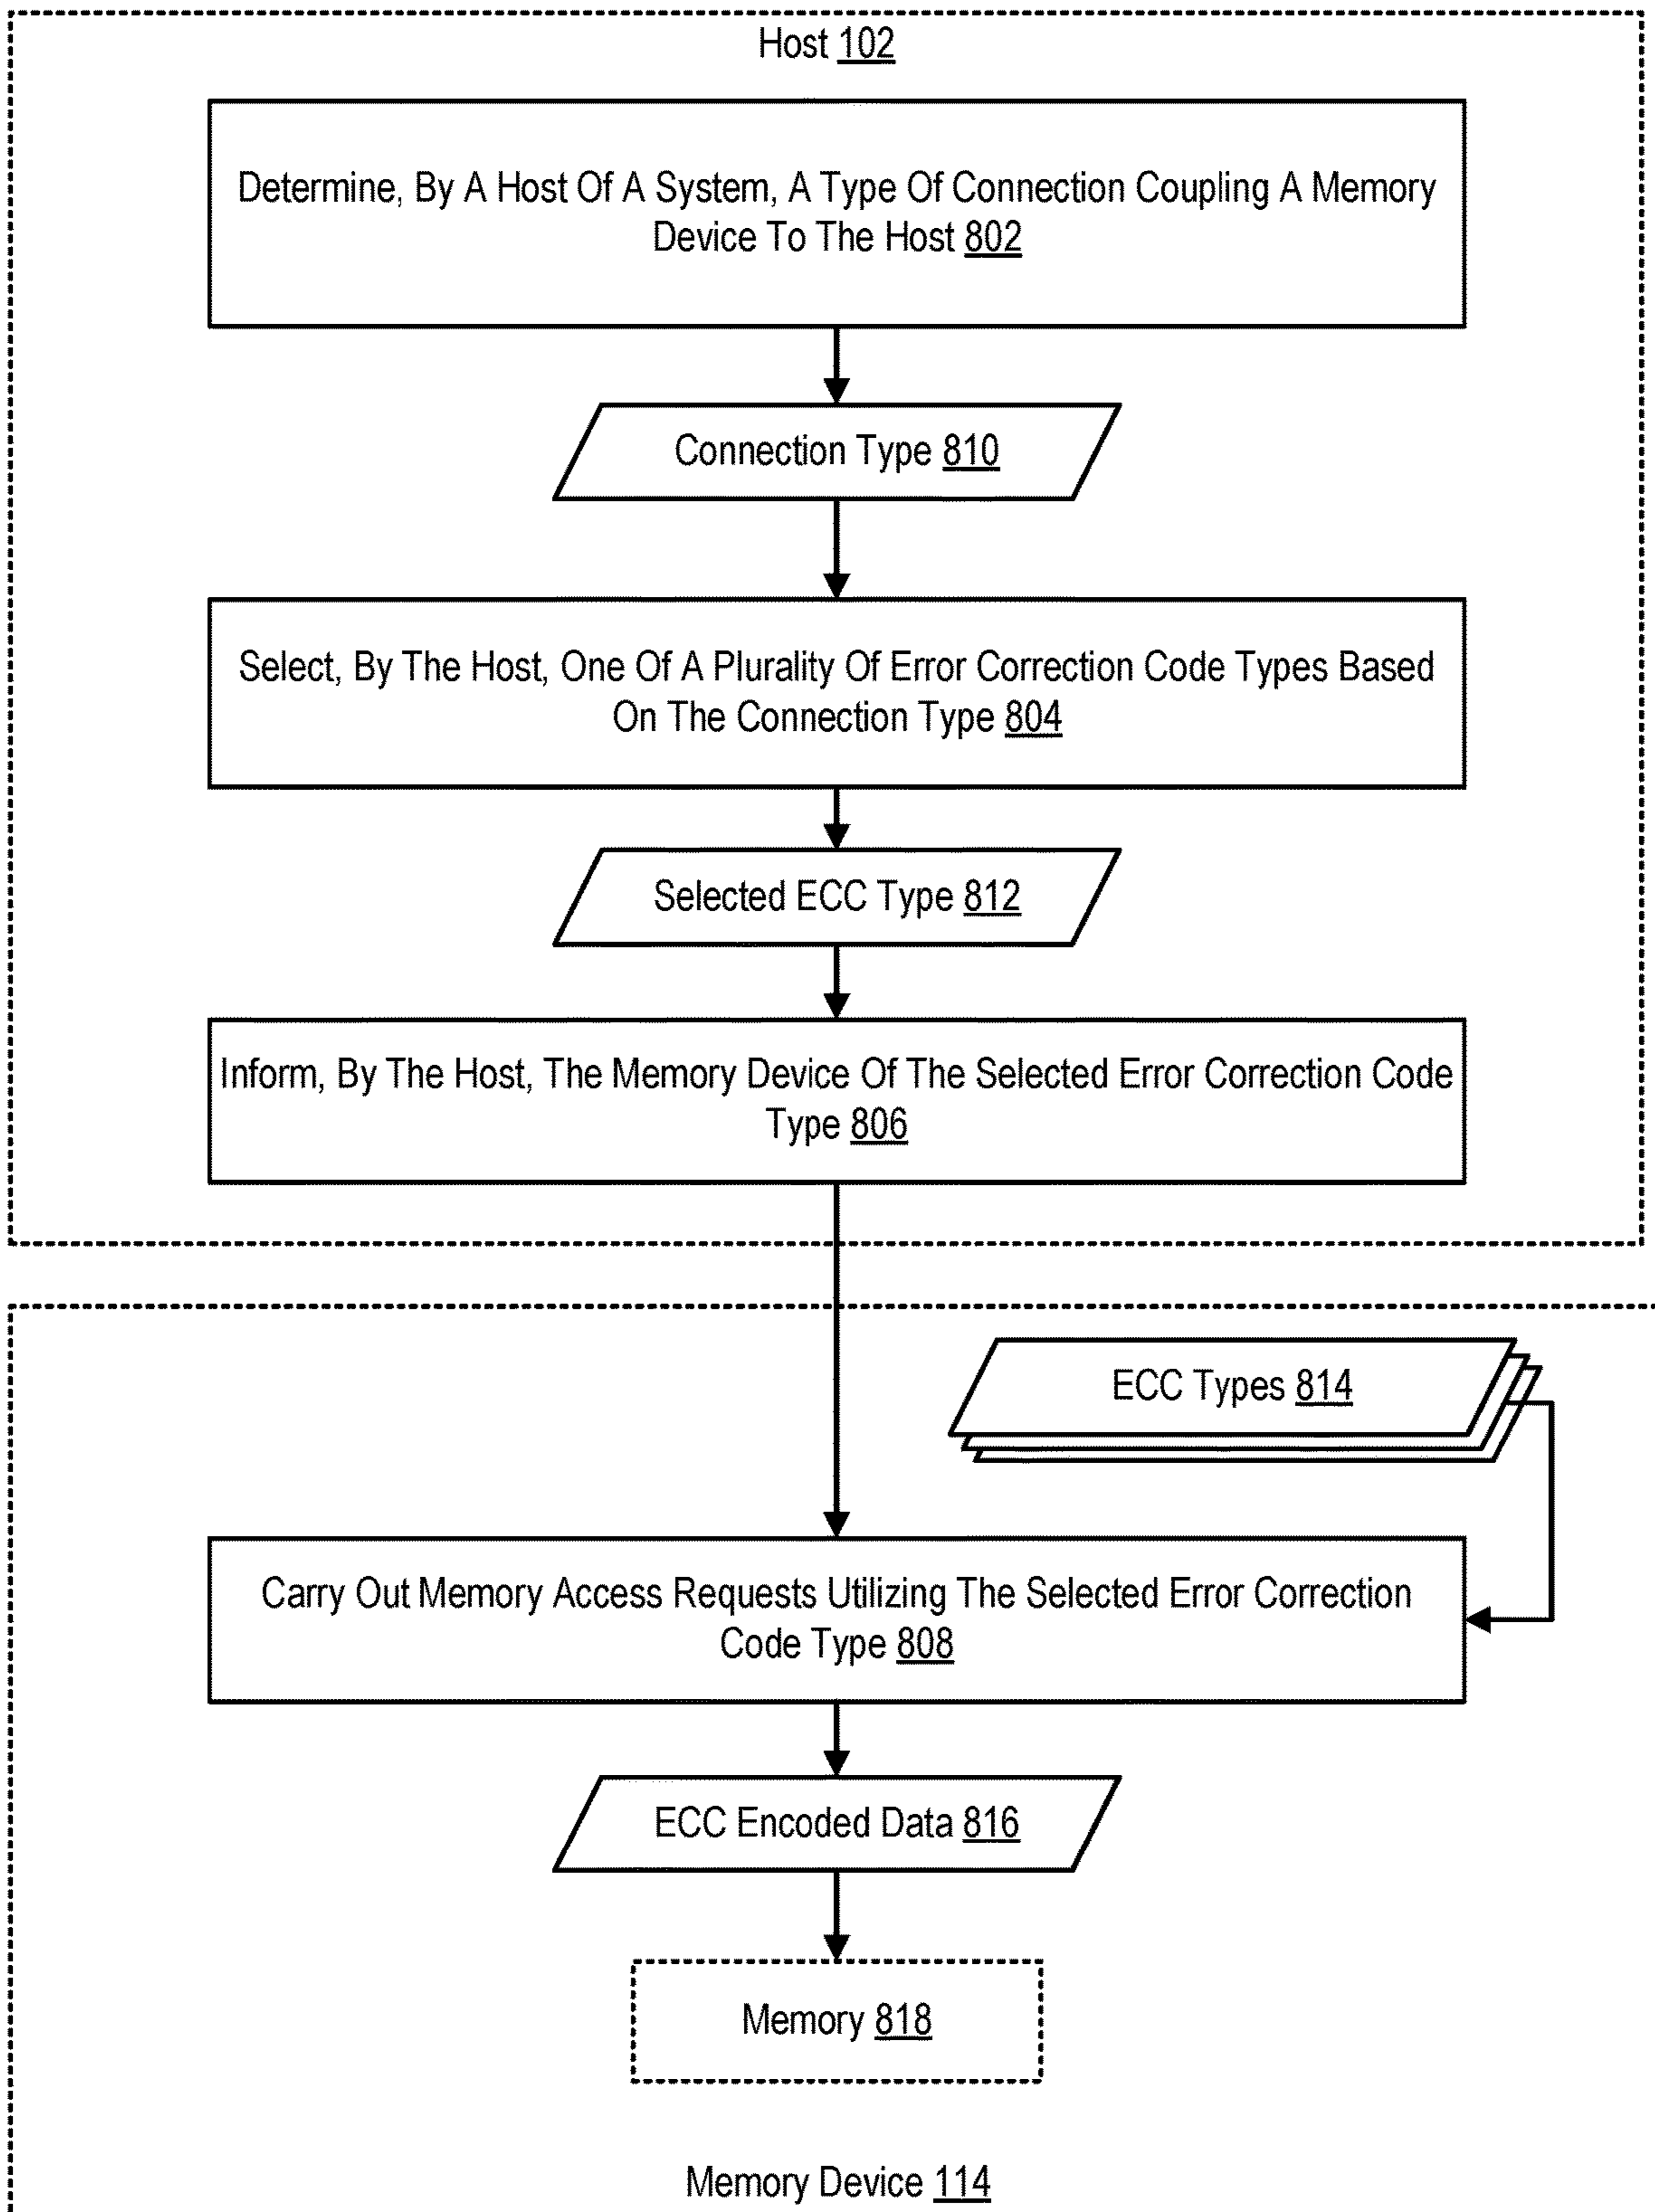 Host 102
Determine, By A Host Of A System, A Type Of Connection Coupling A Memory
Device To The Host 802
Connection Type 810
Select, By The Host, One Of A Plurality Of Error Correction Code Types Based
On The Connection Type 804
Selected ECC Type 812
Inform, By The Host, The Memory Device Of The Selected Error Correction Code
Type 806
ECC Types 814
Carry Out Memory Access Requests Utilizing The Selected Error Correction
Code Type 808
ECC Encoded Data 816
Memory 818
Memory Device 114